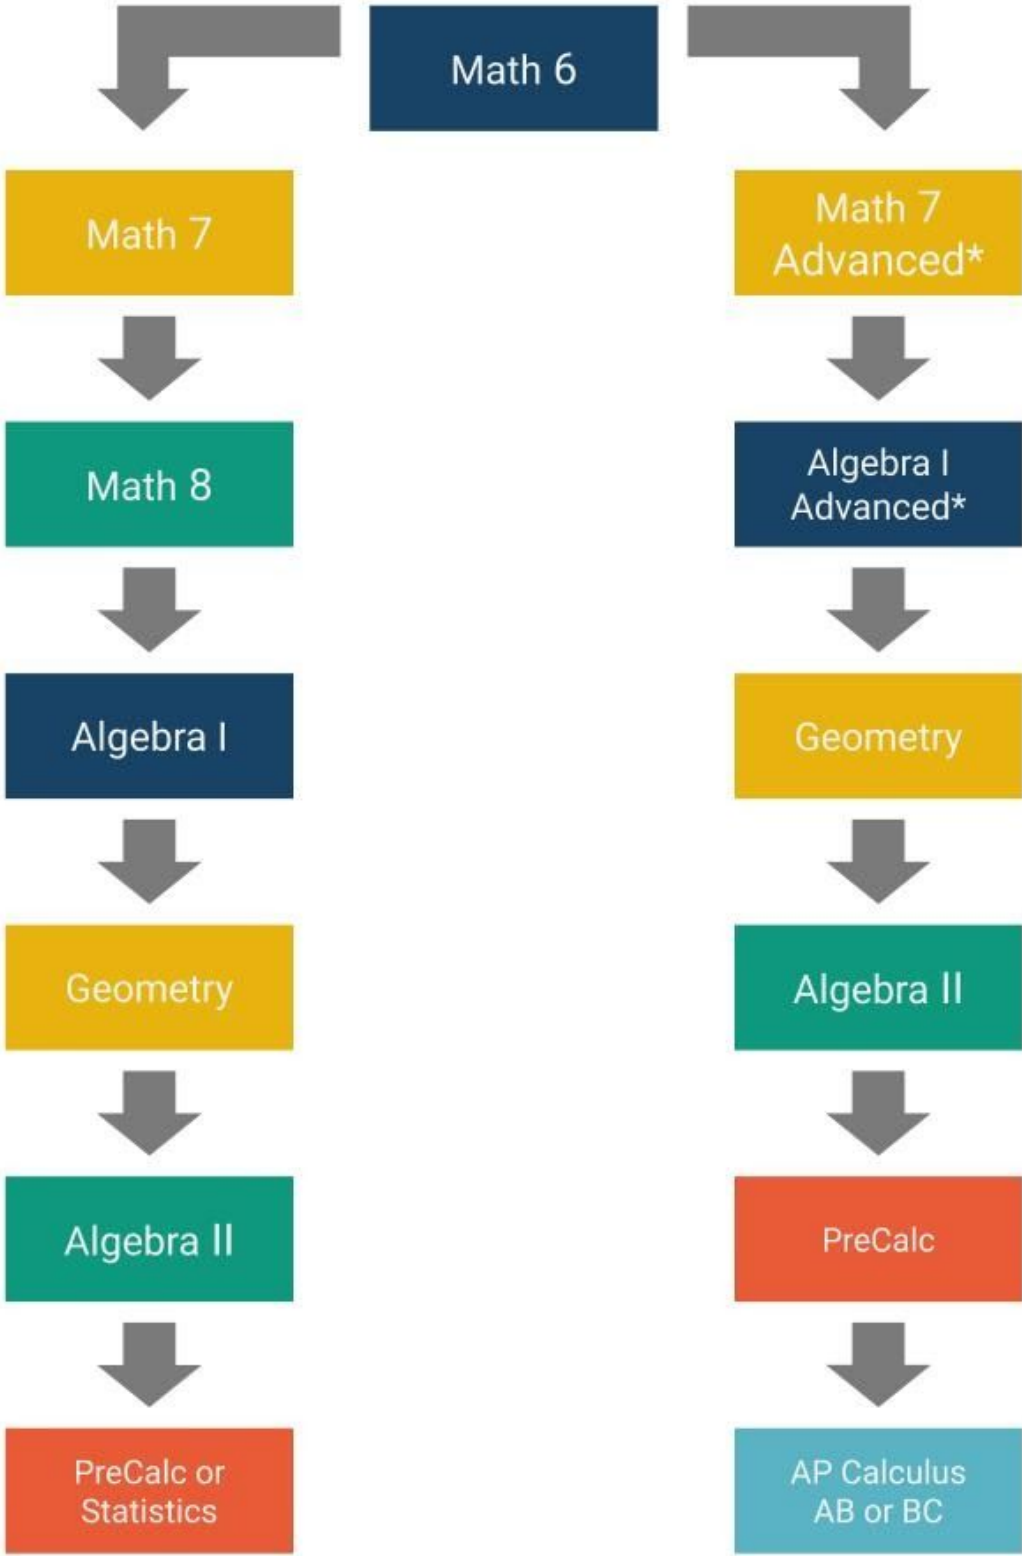 Math 6
Math 7
Math 8
Algebra I
Geometry
Algebra II
PreCalc or
Statistics
Math 7
Advanced*
Algebra I
Advanced*
Geometry
Algebra II
PreCalc
AP Calculus
AB or BC